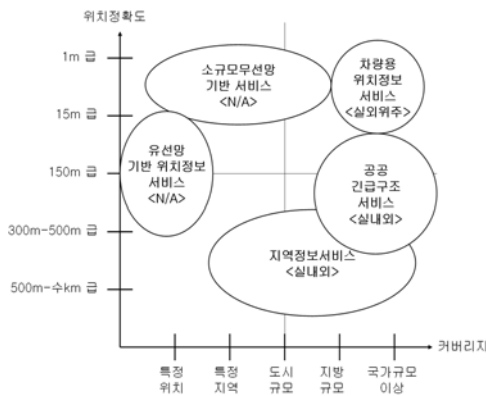 위치정확도
1m 급
15m 급
150m 급
300m-500m 급
500m-수km 급
소규모무선망
기반 서비스
<N/A>
차량용
위치정보
서비스
<실외위주>
유선망
기반 위치정보
서비스
<N/A>
공공
긴급구조
서비스
<실내외>
지역정보서비스
<실내외>
커버리지
특정
위치
특정
지역
도시
규모
지방
규모
국가규모
이상